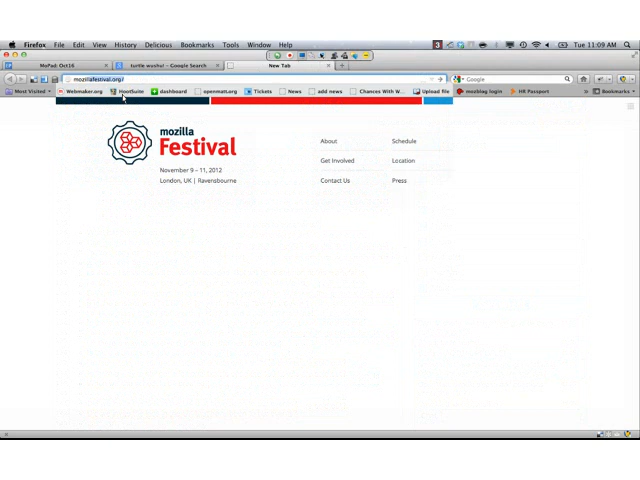 Firefox File Edit View History Delicious Bookmarks Tools Window Help 3 Tue 11:09 AM
MoPad: Oct16 turtle wushu! - Google Search New Tab
mozillafestival.org/ Google
Most Visited Webmaker.org HootSuite dashboard openmatt.org Tickets News add news Chances With W... Upload file mozblog login HR Passport Bookmarks
mozilla
Festival
November 9 – 11, 2012
London, UK | Ravensbourne
About Schedule
Get Involved Location
Contact Us Press